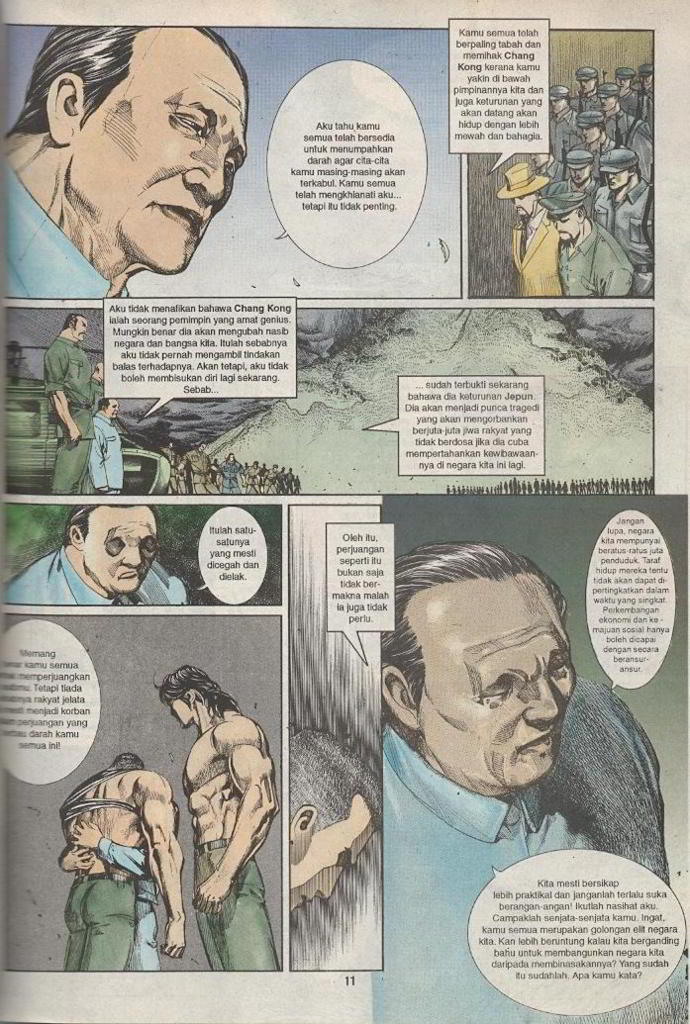 Aku tahu kamu
semua telah bersedia
untuk menumpahkan
darah agar cita-cita
kamu masing-masing akan
terkabul. Kamu semua
telah mengkhianati aku...
tetapi itu tidak penting.
Kamu semua telah
berpaling tabah dan
memihak Chang
Kong kerana kamu
yakin di bawah
pimpinannya kita dan
juga keturunan yang
akan datang akan
hidup dengan lebih
mewah dan bahagia.
Aku tidak menafikan bahawa Chang Kong
ialah seorang pemimpin yang amat genius.
Mungkin benar dia akan mengubah nasib
negara dan bangsa kita. Itulah sebabnya
aku tidak pernah mengambil tindakan
balas terhadapnya. Akan tetapi, aku tidak
boleh membisukan diri lagi sekarang.
Sebab...
... sudah terbukti sekarang
bahawa dia keturunan Jepun.
Dia akan menjadi punca tragedi
yang akan mengorbankan
berjuta-juta jiwa rakyat yang
tidak berdosa jika dia cuba
mempertahankan kewibawaan-
nya di negara kita ini lagi.
Itulah satu-
satunya
yang mesti
dicegah dan
dielak.
Oleh itu,
perjuangan
seperti itu
bukan saja
tidak ber-
makna malah
ia juga tidak
perlu.
Jangan
lupa, negara
kita mempunyai
beratus-ratus juta
penduduk. Taraf
hidup mereka tentu
tidak akan dapat di-
pertingkatkan dalam
waktu yang singkat.
Perkembangan
ekonomi dan ke-
majuan sosial hanya
boleh dicapai
dengan secara
beransur-
ansur.
Memang
kamu semua
memperjuangkan
Tetapi tiada
rakyat jelata
menjadi korban
perjuangan yang
darah kamu
semua ini!
Kita mesti bersikap
lebih praktikal dan janganlah terlalu suka
berangan-angan! Ikutlah nasihat aku.
Campaklah senjata-senjata kamu. Ingat,
kamu semua merupakan golongan elit negara
kita. Kan lebih beruntung kalau kita berganding
bahu untuk membangunkan negara kita
daripada membinasakannya? Yang sudah
itu sudahlah. Apa kamu kata?
11